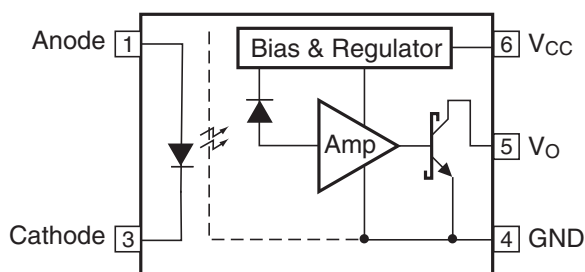 Anode 1
Bias & Regulator
6 VCC
Amp
5 VO
Cathode 3
4 GND